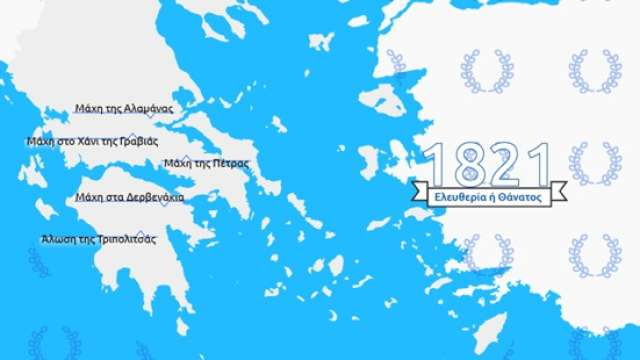 Μάχη της Αλαμάνας
Μάχη στο Χάνι της Γραβιάς
Μάχη της Πέτρας
1821
Ελευθερία ή Θάνατος
Μάχη στα Δερβενάκια
Άλωση της Τριπολιτσάς